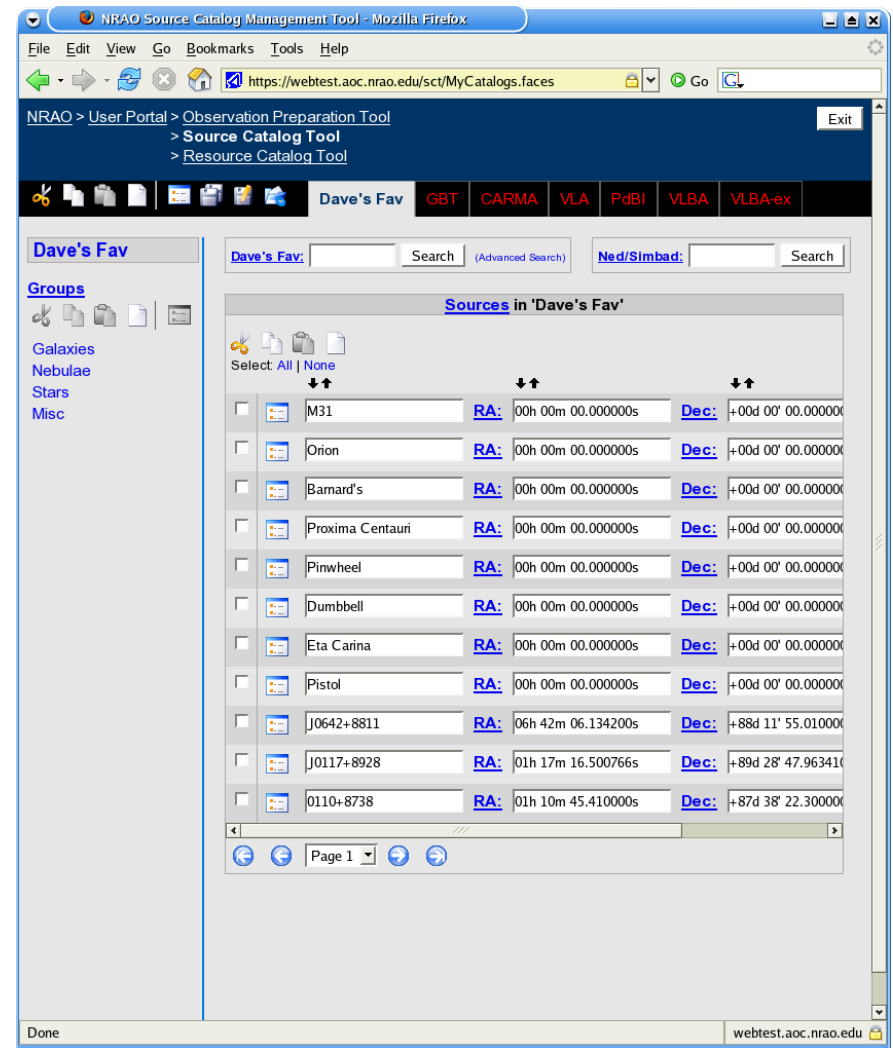 NRAO Source Catalog Management Tool - Mozilla Firefox
File Edit View Go Bookmarks Tools Help
https://webtest.aoc.nrao.edu/sct/MyCatalogs.faces Go G
NRAO > User Portal > Observation Preparation Tool Exit
> Source Catalog Tool
> Resource Catalog Tool
Dave's Fav GBT CARMA VLA PdBI VLBA VLBA-ex
Dave's Fav
Groups
Galaxies
Nebulae
Stars
Misc
Dave's Fav: Search (Advanced Search) Ned/Simbad: Search
Sources in 'Dave's Fav'
Select: All | None
M31 RA: 00h 00m 00.000000s Dec: +00d 00' 00.000000
Orion RA: 00h 00m 00.000000s Dec: +00d 00' 00.000000
Barnard's RA: 00h 00m 00.000000s Dec: +00d 00' 00.000000
Proxima Centauri RA: 00h 00m 00.000000s Dec: +00d 00' 00.000000
Pinwheel RA: 00h 00m 00.000000s Dec: +00d 00' 00.000000
Dumbbell RA: 00h 00m 00.000000s Dec: +00d 00' 00.000000
Eta Carina RA: 00h 00m 00.000000s Dec: +00d 00' 00.000000
Pistol RA: 00h 00m 00.000000s Dec: +00d 00' 00.000000
J0642+8811 RA: 06h 42m 06.134200s Dec: +88d 11' 55.010000
J0117+8928 RA: 01h 17m 16.500766s Dec: +89d 28' 47.963410
0110+8738 RA: 01h 10m 45.410000s Dec: +87d 38' 22.300000
Page 1
Done webtest.aoc.nrao.edu